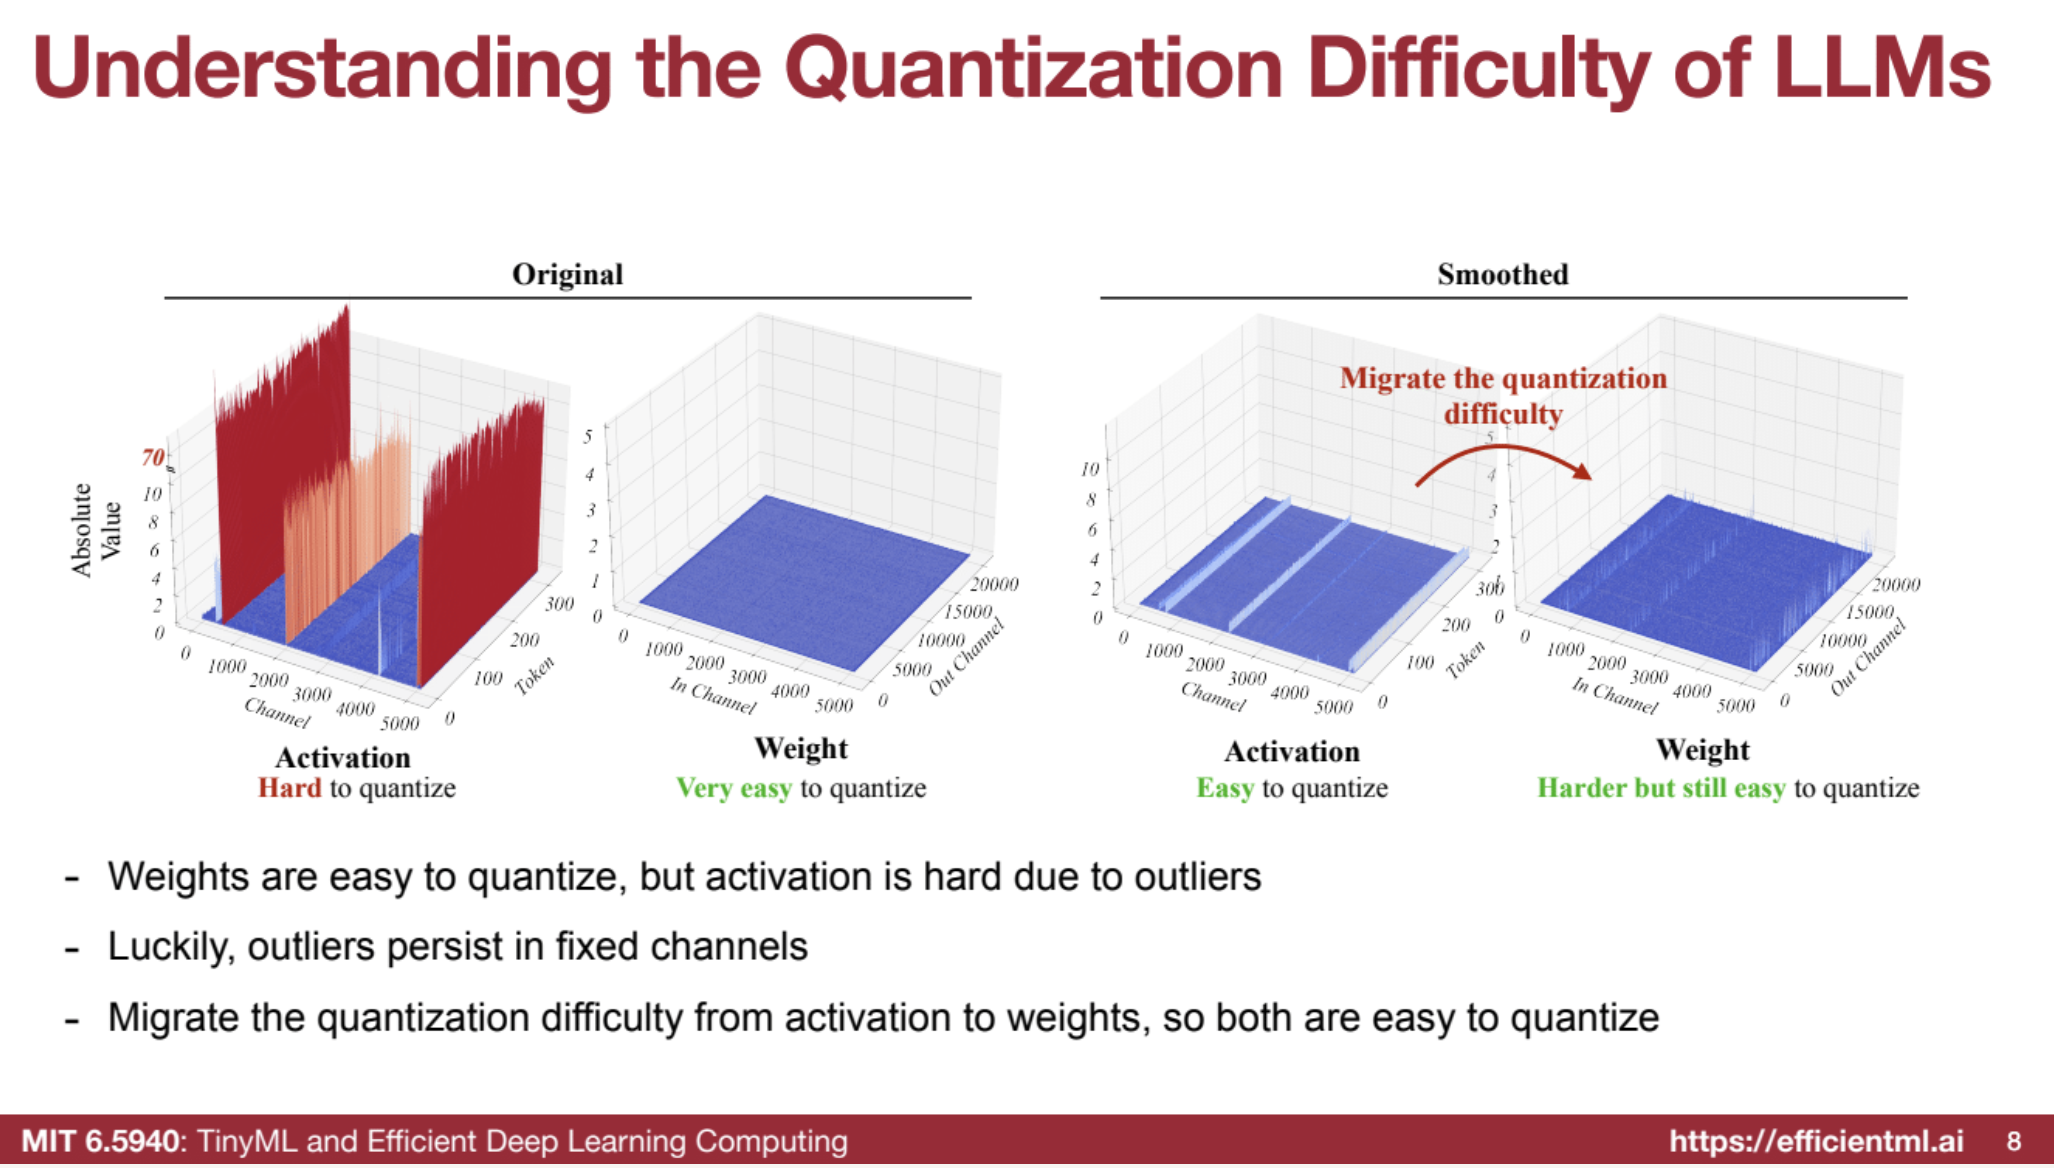 Understanding the Quantization Difficulty of LLMs
Original
Absolute
Value
70
10
8
6
4
2
0
0
1000
2000
3000
4000
5000
Channel
0
100
200
300
Token
Activation
Hard to quantize
5
4
3
2
1
0
0
1000
2000
3000
4000
5000
In Channel
0
5000
10000
15000
20000
Out Channel
Weight
Very easy to quantize
Smoothed
Migrate the quantization
difficulty
10
8
6
4
2
0
0
1000
2000
3000
4000
5000
Channel
0
100
200
300
Token
Activation
Easy to quantize
5
4
3
2
0
0
1000
2000
3000
4000
5000
In Channel
0
5000
10000
15000
20000
Out Channel
Weight
Harder but still easy to quantize
- Weights are easy to quantize, but activation is hard due to outliers
- Luckily, outliers persist in fixed channels
- Migrate the quantization difficulty from activation to weights, so both are easy to quantize
MIT 6.5940: TinyML and Efficient Deep Learning Computing
https://efficientml.ai
8